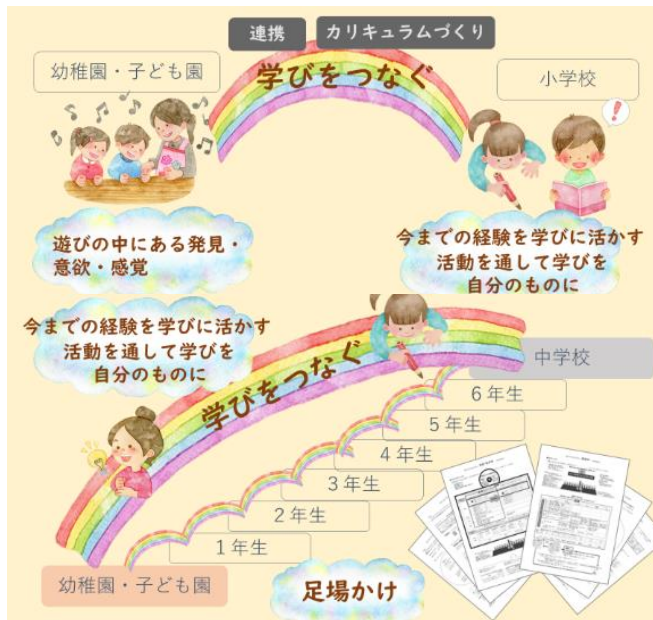 連携
カリキュラムづくり
幼稚園・子ども園
学びをつなぐ
小学校
遊びの中にある発見・
意欲・感覚
今までの経験を学びに活かす
活動を通して学びを
自分のものに
今までの経験を学びに活かす
活動を通して学びを
自分のものに
学びをつなぐ
中学校
6年生
5年生
4年生
3年生
2年生
1年生
幼稚園・子ども園
足場かけ